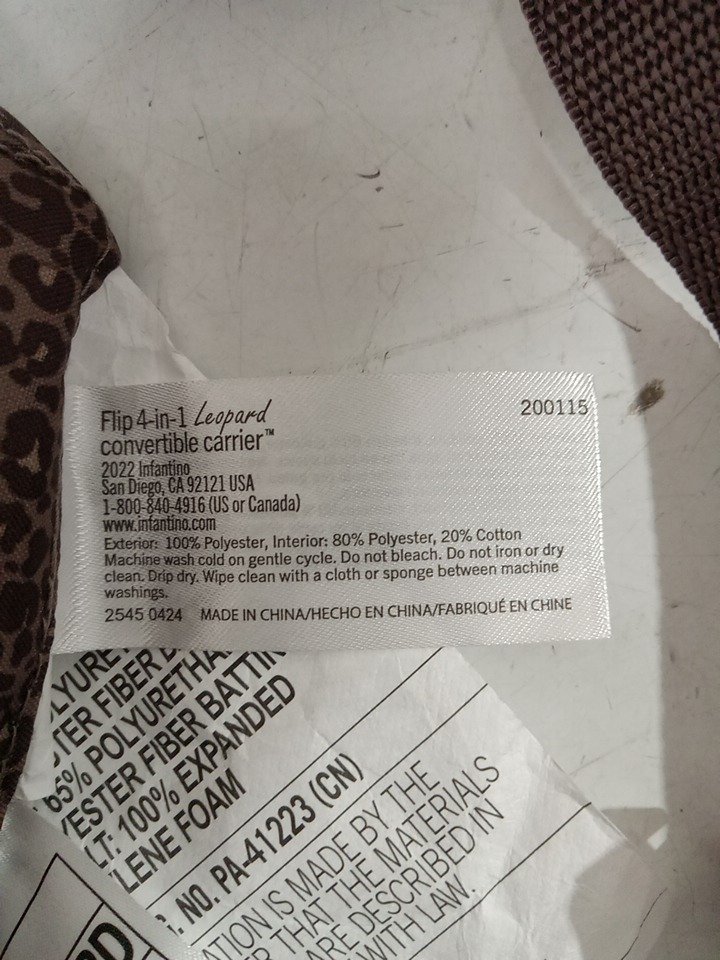 Flip 4-in-1 Leopard
convertible carrier™
200115
2022 Infantino
San Diego, CA 92121 USA
1-800-840-4916 (US or Canada)
www.infantino.com
Exterior: 100% Polyester, Interior: 80% Polyester, 20% Cotton
Machine wash cold on gentle cycle. Do not bleach. Do not iron or dry
clean. Drip dry. Wipe clean with a cloth or sponge between machine
washings.
2545 0424 MADE IN CHINA/HECHO EN CHINA/FABRIQUÉ EN CHINE
FIBER
65% POLYURETHA
ESTER FIBER BATTIN
LT: 100% EXPANDED
LENE FOAM
. NO. PA-41223 (CN)
ATION IS MADE BY THE
THAT THE MATERIALS
ARE DESCRIBED IN
WITH LAW.